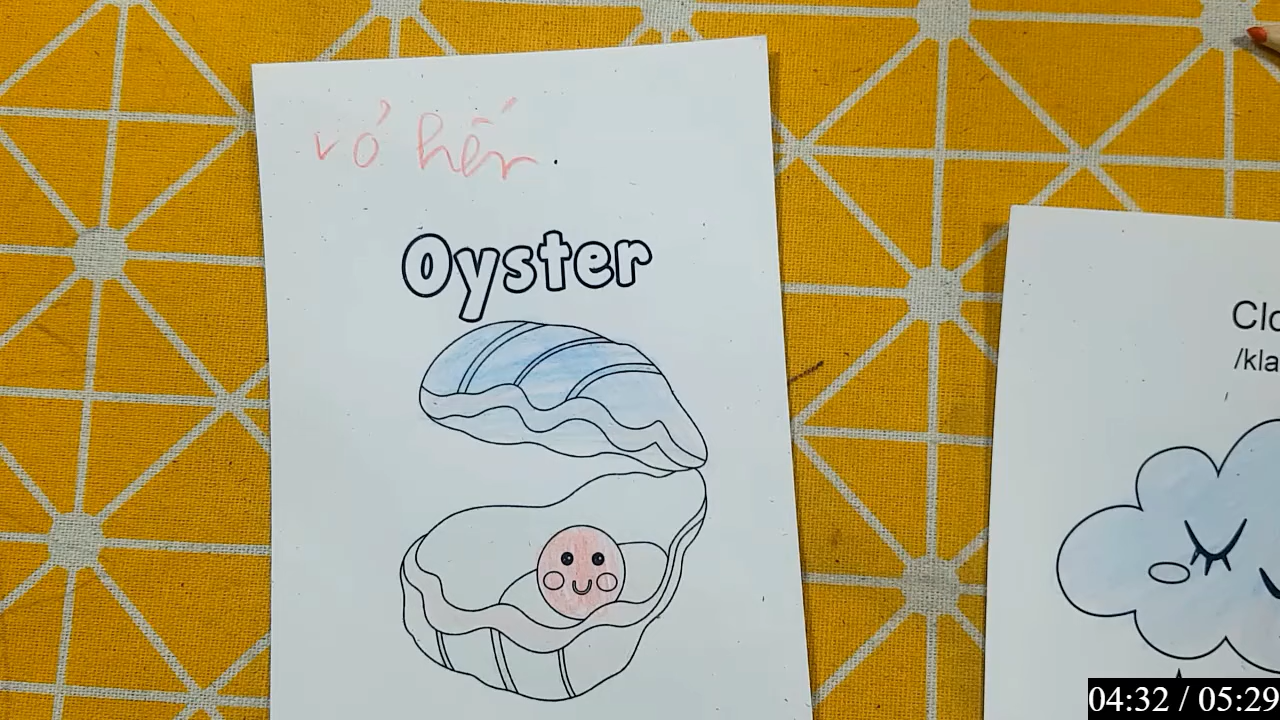 vỏ hến.
Oyster
Clo
/kla
04:32 / 05:29